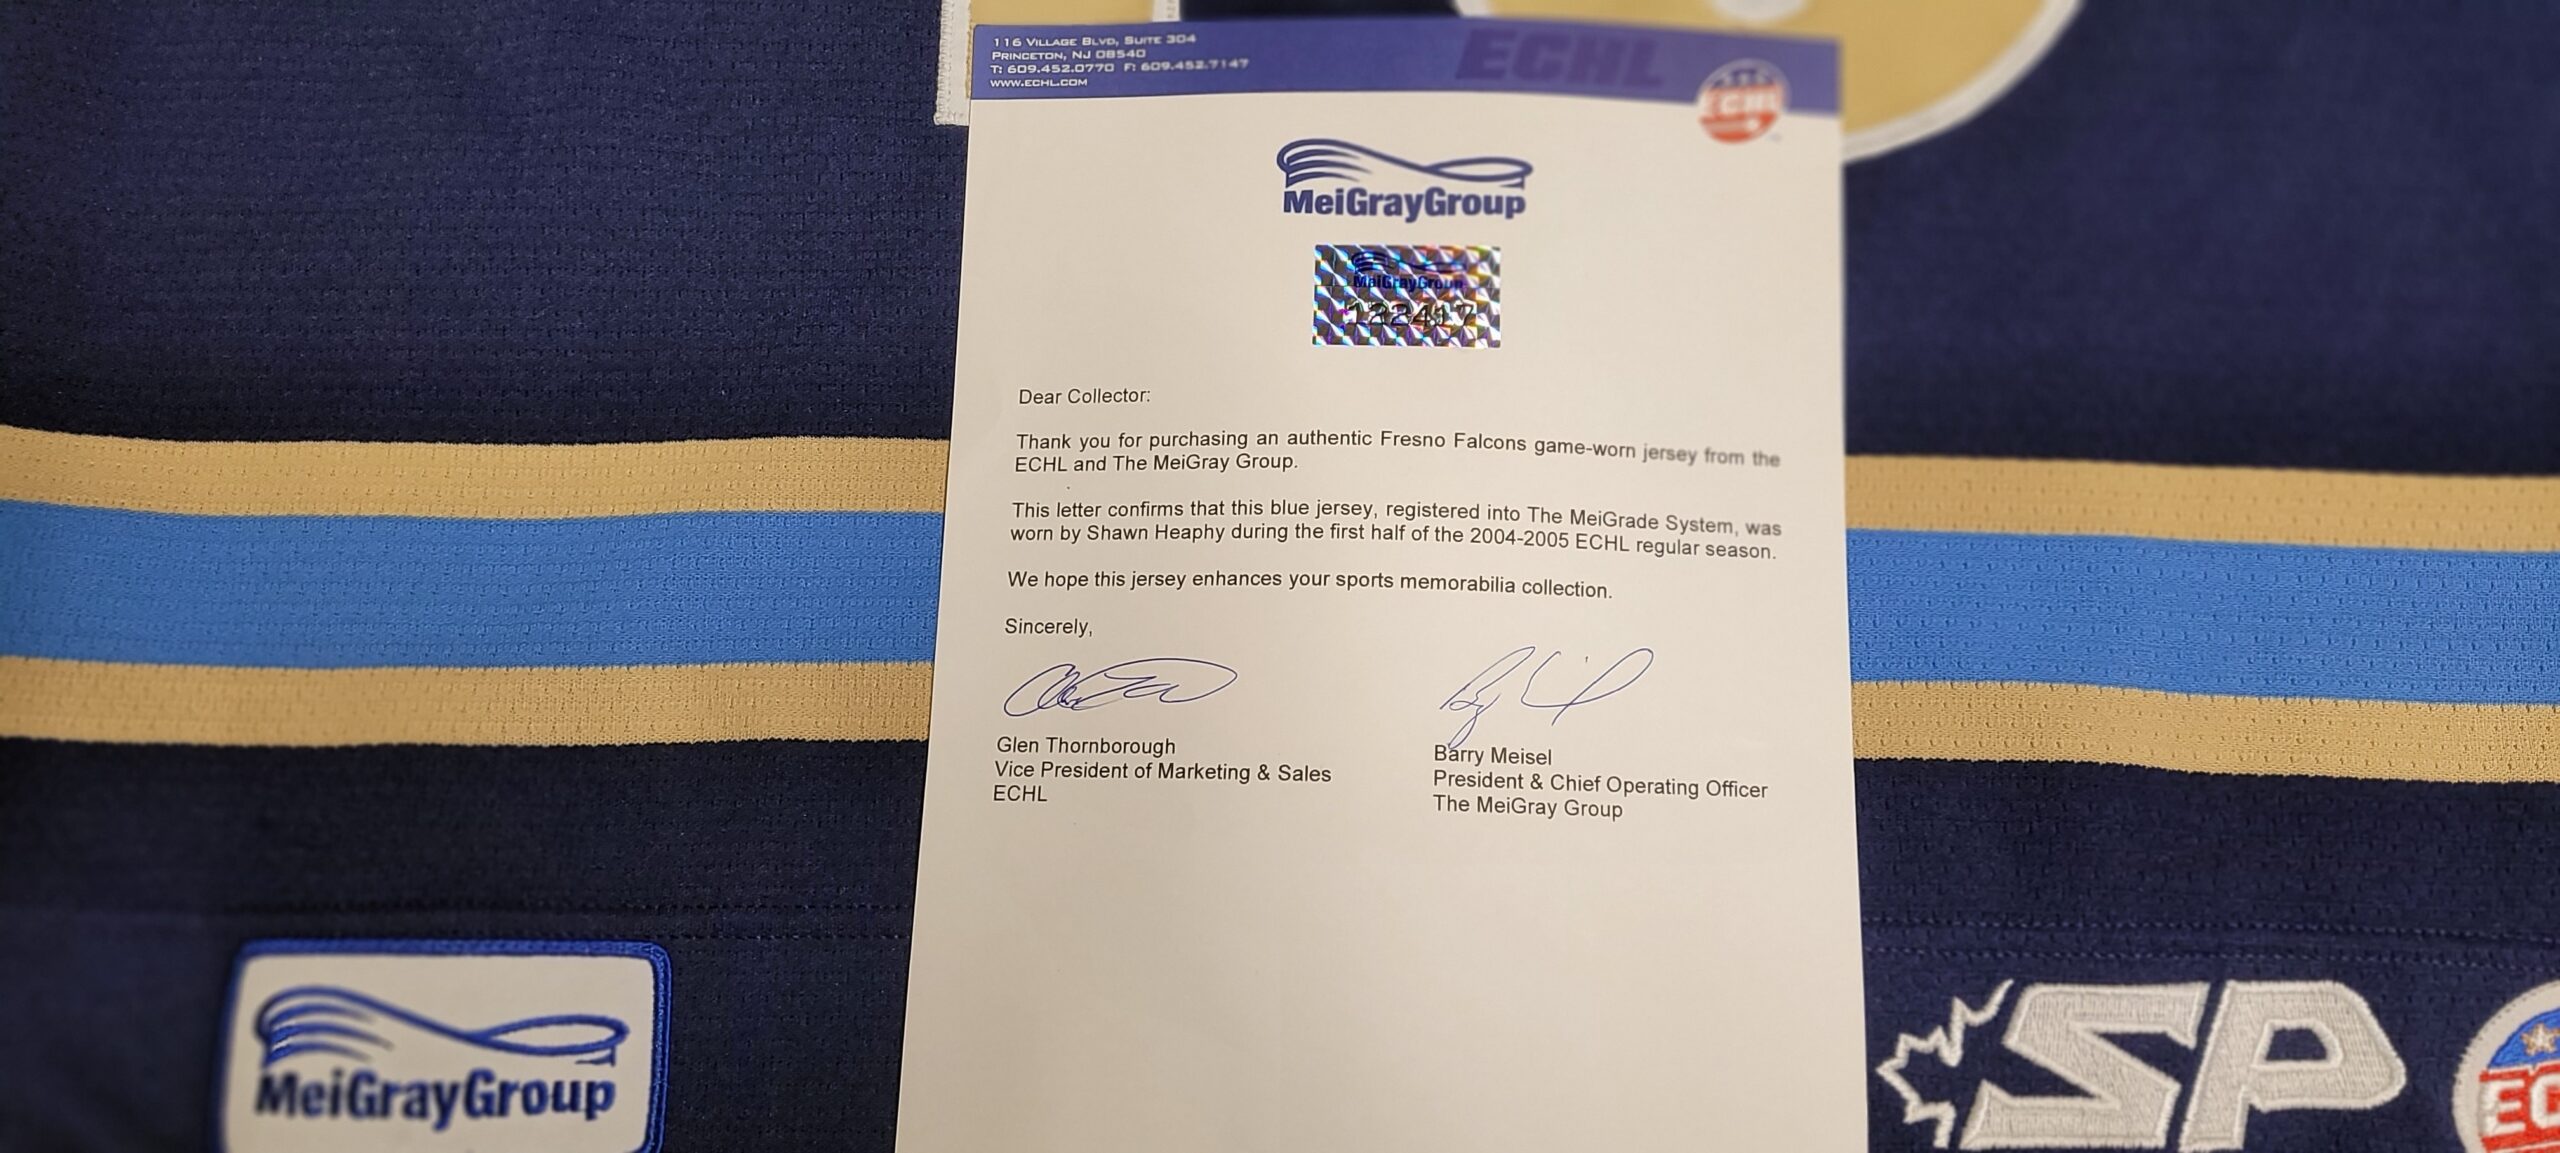 116 VILLAGE BLVD, SUITE 304
PRINCETON, NJ 08540
T: 609.452.0770 F: 609.452.7147
WWW.ECHL.COM
ECHL
ECHL
MeiGrayGroup
MeiGrayGroup
122417
Dear Collector:
Thank you for purchasing an authentic Fresno Falcons game-worn jersey from the
ECHL and The MeiGray Group.
This letter confirms that this blue jersey, registered into The MeiGrade System, was
worn by Shawn Heaphy during the first half of the 2004-2005 ECHL regular season.
We hope this jersey enhances your sports memorabilia collection.
Sincerely,
Glen Thornborough
Vice President of Marketing & Sales
ECHL
Barry Meisel
President & Chief Operating Officer
The MeiGray Group
MeiGrayGroup
SP